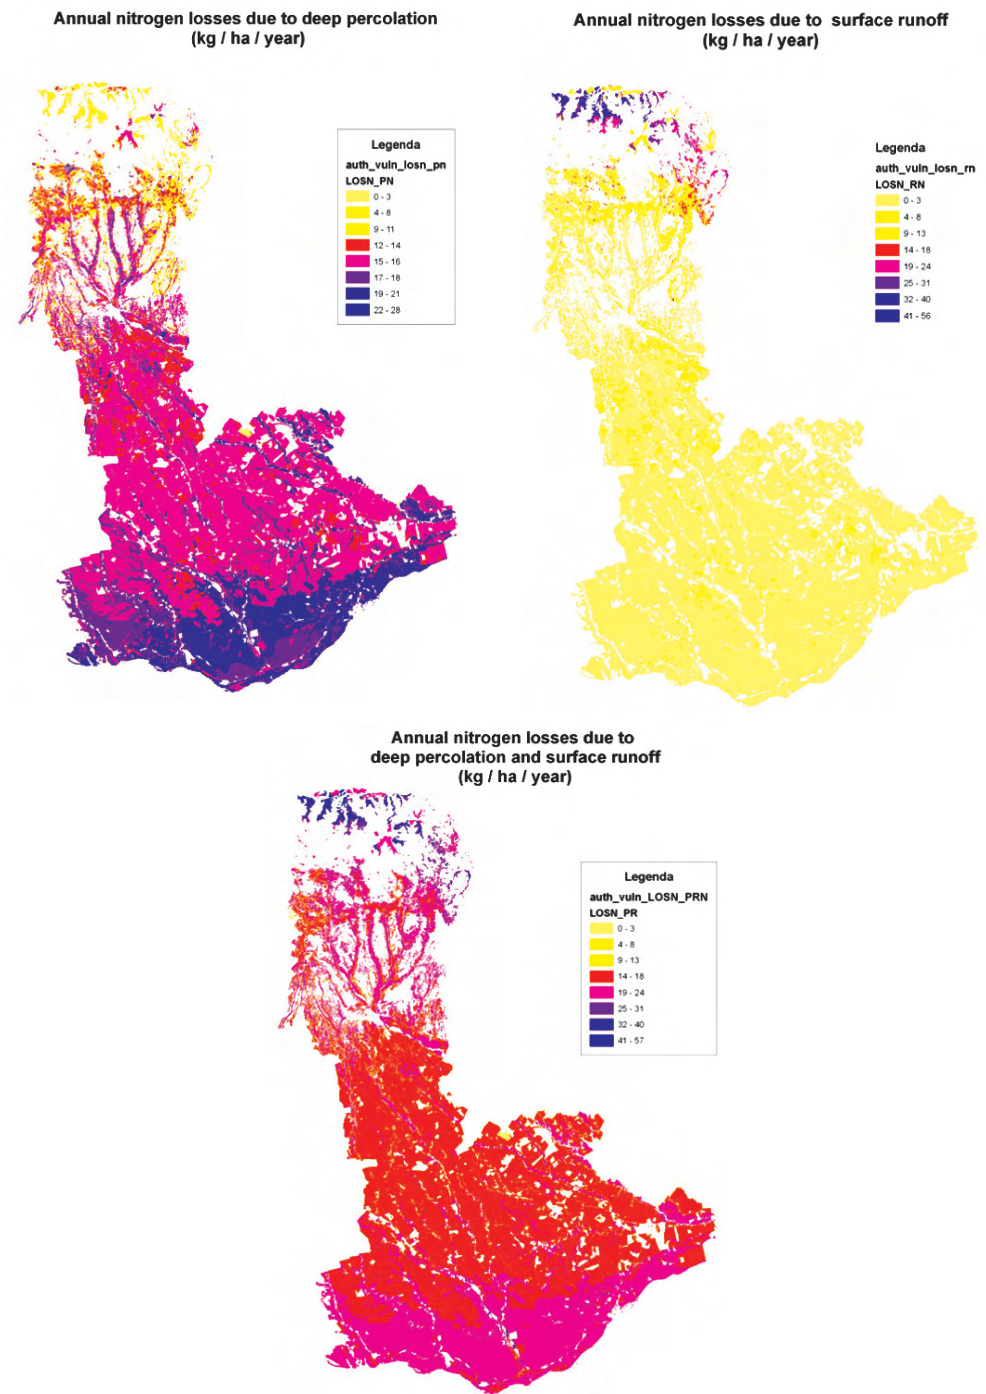 Annual nitrogen losses due to deep percolation
(kg / ha / year)
Legenda
auth_vuln_losn_pn
LOSN_PN
0 - 3
4 - 8
9 - 11
12 - 14
15 - 16
17 - 18
19 - 21
22 - 28
Annual nitrogen losses due to surface runoff
(kg / ha / year)
Legenda
auth_vuln_losn_rn
LOSN_RN
0 - 3
4 - 8
9 - 13
14 - 18
19 - 24
25 - 31
32 - 40
41 - 56
Annual nitrogen losses due to
deep percolation and surface runoff
(kg / ha / year)
Legenda
auth_vuln_LOSN_PRN
LOSN_PR
0 - 3
4 - 8
9 - 13
14 - 18
19 - 24
25 - 31
32 - 40
41 - 57